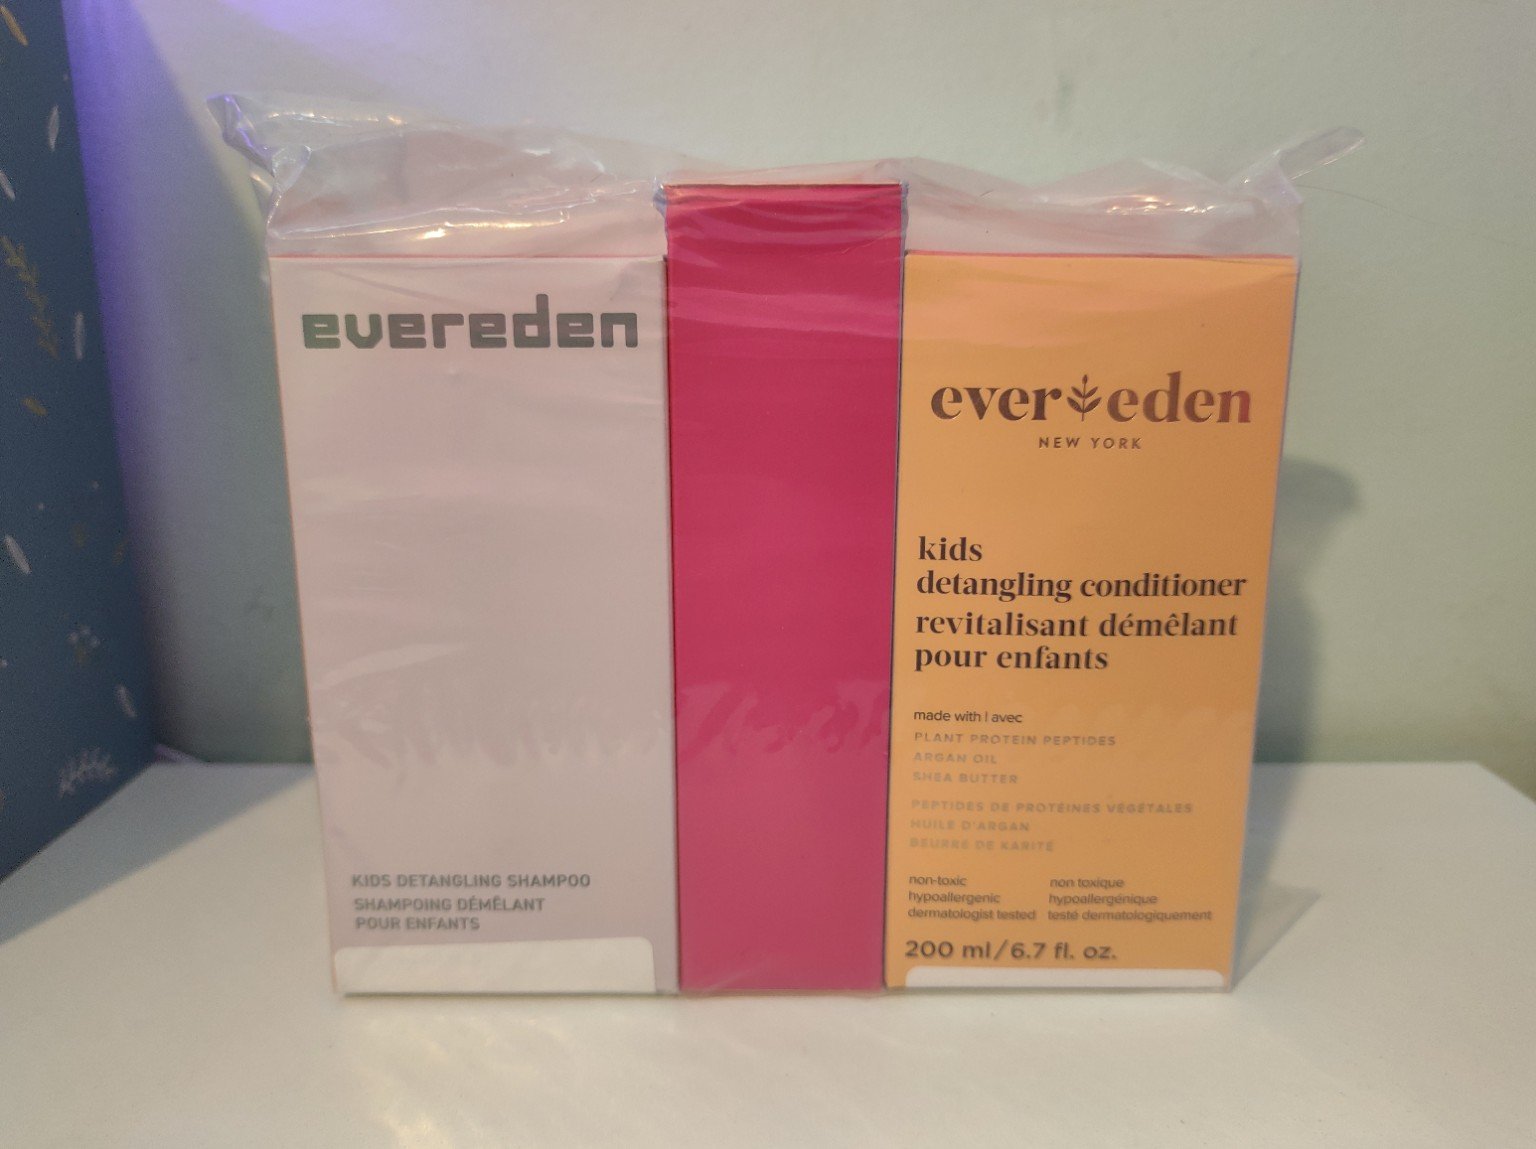 evereden
KIDS DETANGLING SHAMPOO
SHAMPOING DÉMÊLANT
POUR ENFANTS
ever eden
NEW YORK
kids
detangling conditioner
revitalisant démêlant
pour enfants
made with | avec
PLANT PROTEIN PEPTIDES
ARGAN OIL
SHEA BUTTER
PEPTIDES DE PROTÉINES VÉGÉTALES
HUILE D'ARGAN
BEURRE DE KARITÉ
non-toxic non toxique
hypoallergenic hypoallergénique
dermatologist tested testé dermatologiquement
200 ml/6.7 fl. oz.